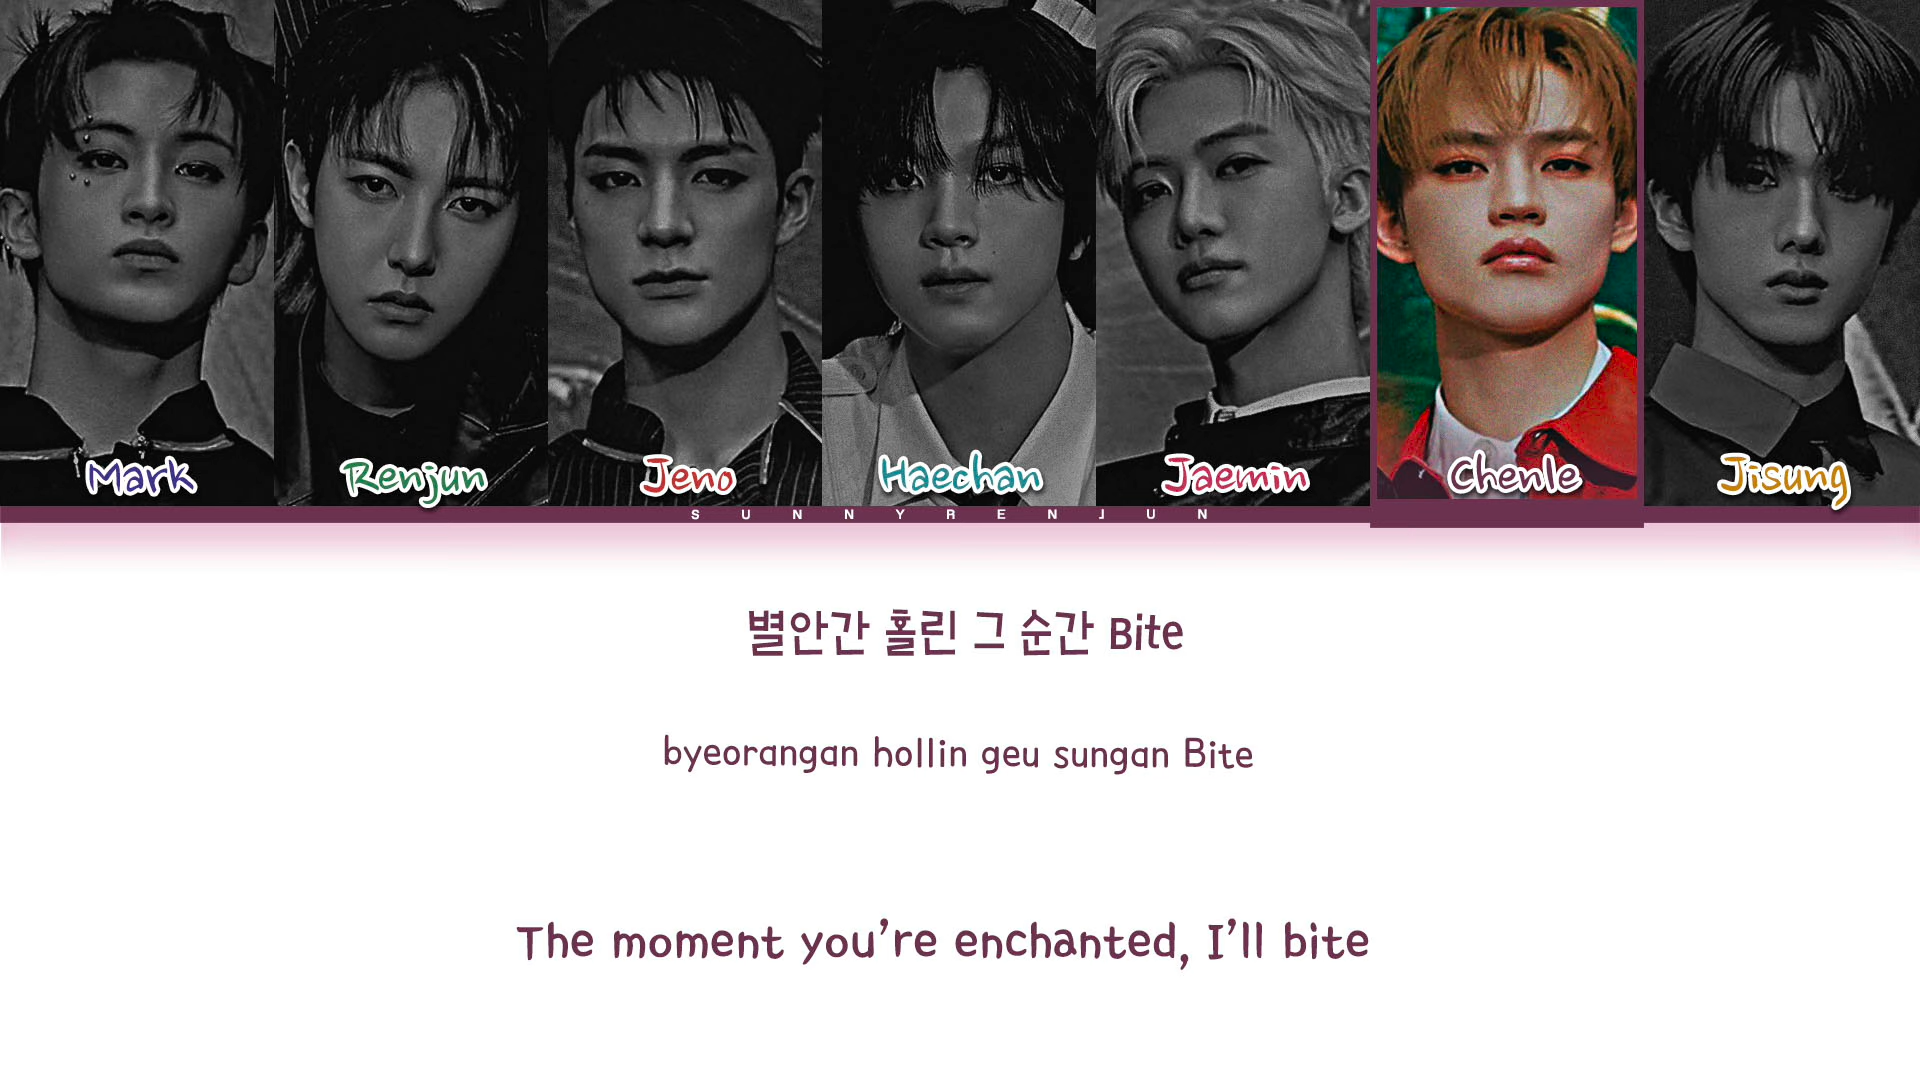 Mark Renjun Jeno Haechan Jaemin Chenle Jisung
SUNNYRENJUN
별안간 홀린 그 순간 Bite
byeorangan hollin geu sungan Bite
The moment you’re enchanted, I’ll bite